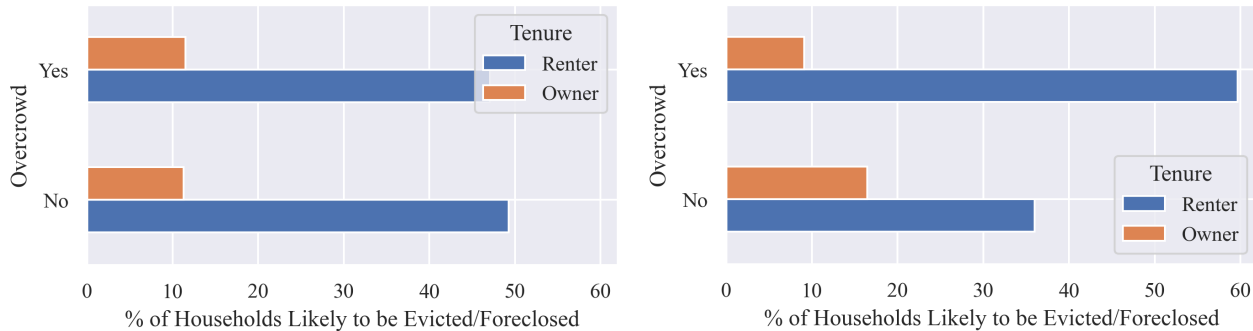 Overcrowd
Yes
No
Tenure
Renter
Owner
0 10 20 30 40 50 60
% of Households Likely to be Evicted/Foreclosed
Overcrowd
Yes
No
Tenure
Renter
Owner
0 10 20 30 40 50 60
% of Households Likely to be Evicted/Foreclosed